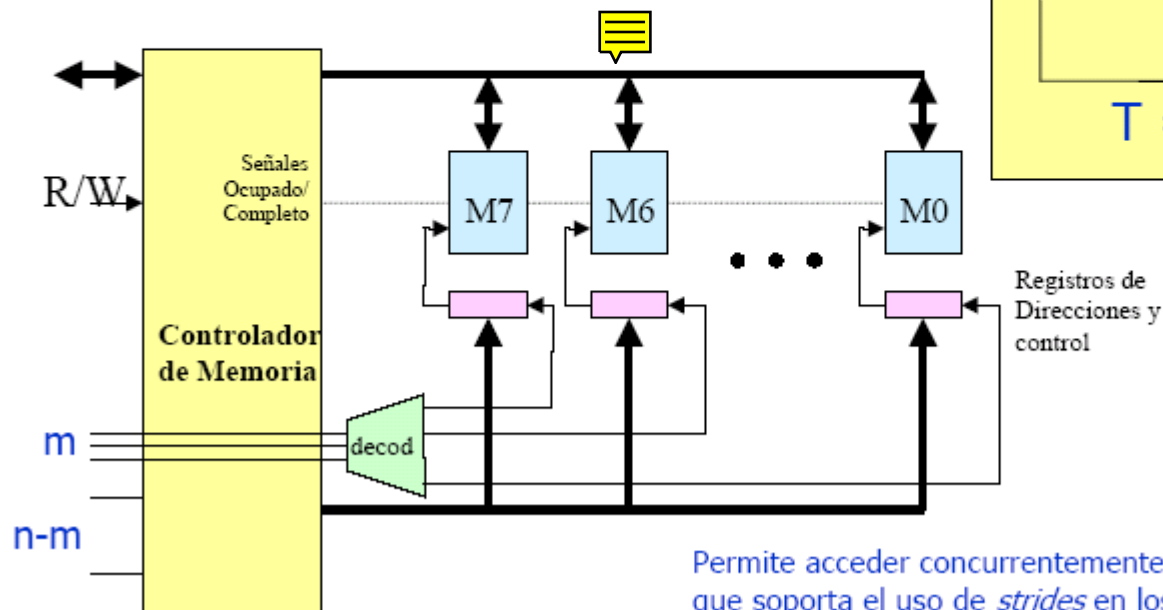 T
Señales
Ocupado/
Completo
R/W
M7
M6
M0
Registros de
Direcciones y
control
Controlador
de Memoria
m
decod
n-m
Permite acceder concurrentemente
que soporta el uso de strides en los